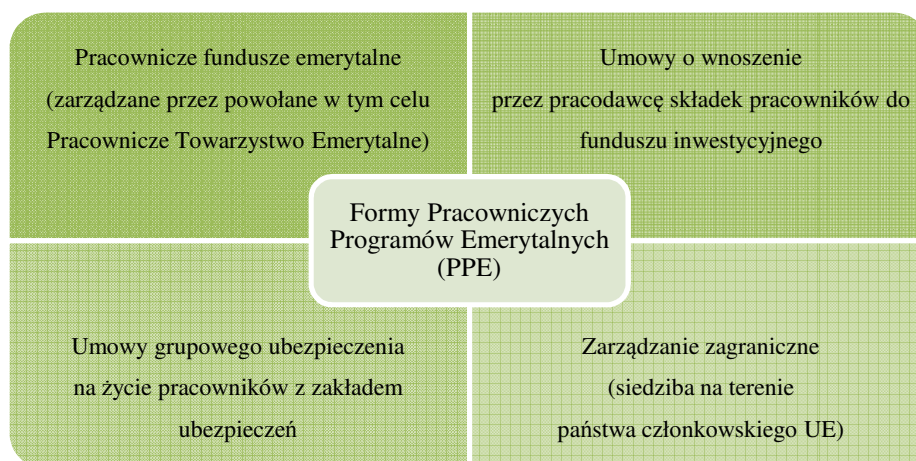 Pracownicze fundusze emerytalne
(zarządzane przez powołane w tym celu
Pracownicze Towarzystwo Emerytalne)
Umowy o wnoszenie
przez pracodawcę składek pracowników do
funduszu inwestycyjnego
Formy Pracowniczych
Programów Emerytalnych
(PPE)
Umowy grupowego ubezpieczenia
na życie pracowników z zakładem
ubezpieczeń
Zarządzanie zagraniczne
(siedziba na terenie
państwa członkowskiego UE)